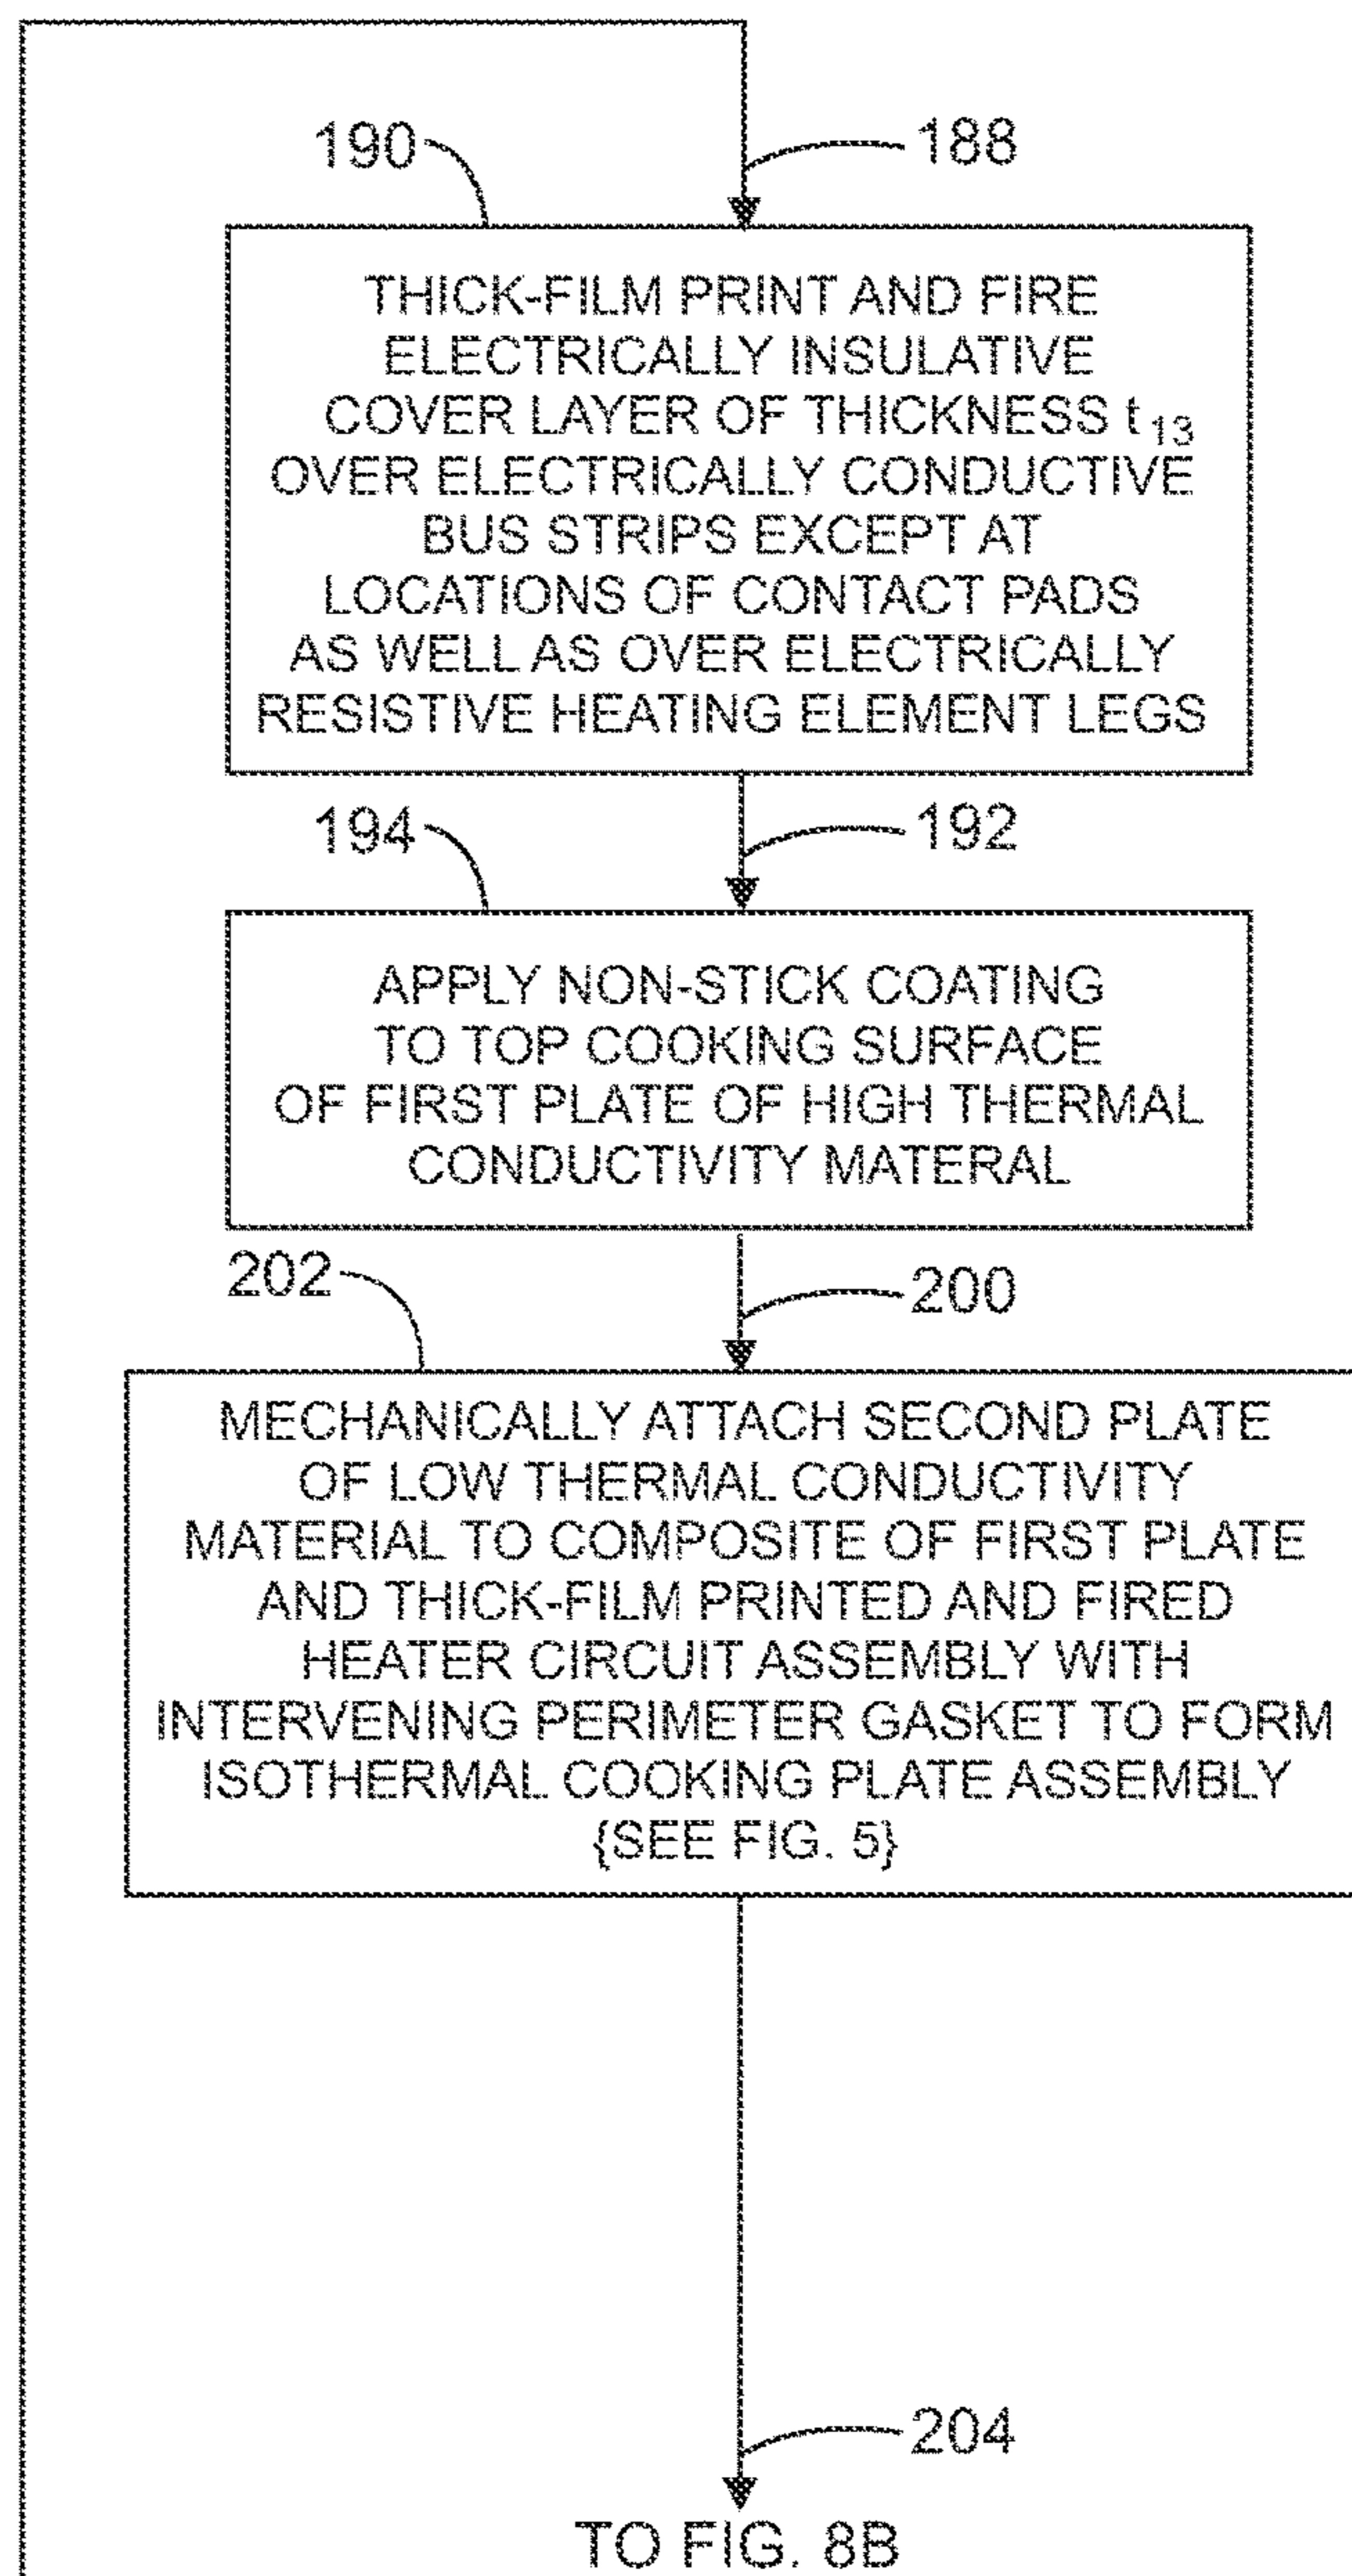 190
188
THICK-FILM PRINT AND FIRE
ELECTRICALLY INSULATIVE
COVER LAYER OF THICKNESS t13
OVER ELECTRICALLY CONDUCTIVE
BUS STRIPS EXCEPT AT
LOCATIONS OF CONTACT PADS
AS WELL AS OVER ELECTRICALLY
RESISTIVE HEATING ELEMENT LEGS
194
192
APPLY NON-STICK COATING
TO TOP COOKING SURFACE
OF FIRST PLATE OF HIGH THERMAL
CONDUCTIVITY MATERAL
202
200
MECHANICALLY ATTACH SECOND PLATE
OF LOW THERMAL CONDUCTIVITY
MATERIAL TO COMPOSITE OF FIRST PLATE
AND THICK-FILM PRINTED AND FIRED
HEATER CIRCUIT ASSEMBLY WITH
INTERVENING PERIMETER GASKET TO FORM
ISOTHERMAL COOKING PLATE ASSEMBLY
{SEE FIG. 5}
204
TO FIG. 8B